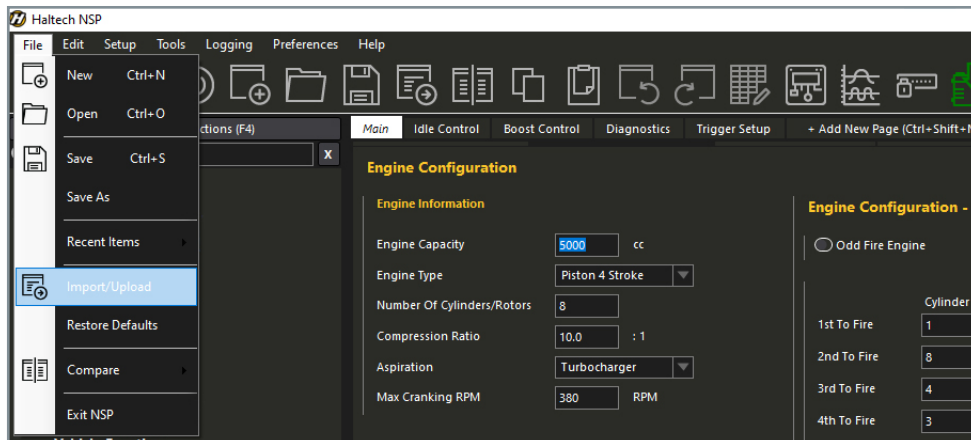 Haltech NSP
File Edit Setup Tools Logging Preferences Help
New Ctrl+N
Open Ctrl+O
Save Ctrl+S
Save As
Recent Items
Import/Upload
Restore Defaults
Compare
Exit NSP
ctions (F4)
X
Main Idle Control Boost Control Diagnostics Trigger Setup + Add New Page (Ctrl+Shift+
Engine Configuration
Engine Information
Engine Capacity 5000 cc
Engine Type Piston 4 Stroke
Number Of Cylinders/Rotors 8
Compression Ratio 10.0 : 1
Aspiration Turbocharger
Max Cranking RPM 380 RPM
Engine Configuration -
Odd Fire Engine
Cylinder
1st To Fire 1
2nd To Fire 8
3rd To Fire 4
4th To Fire 3